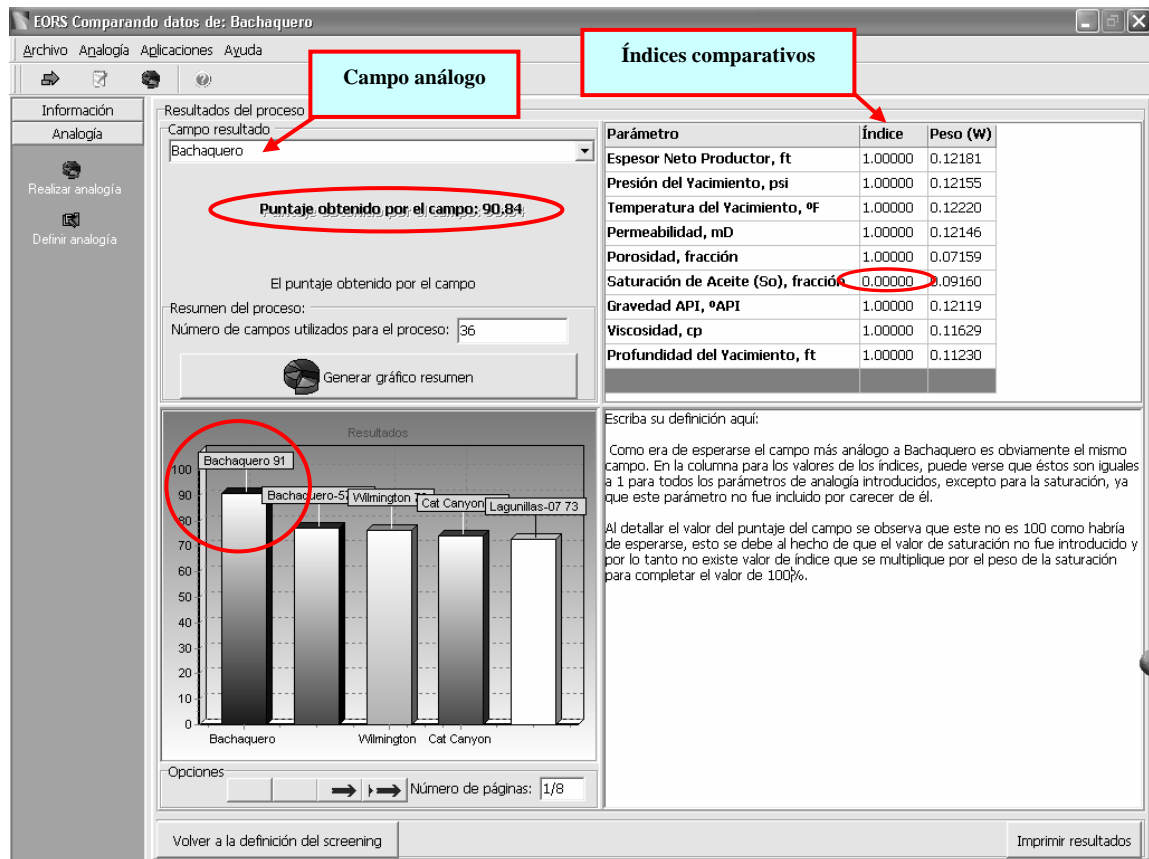 EORS Comparando datos de: Bachaquero
Archivo Analogía Aplicaciones Ayuda
Campo análogo
Índices comparativos
Información
Analogía
Realizar analogía
Definir analogía
Resultados del proceso
Campo resultado
Bachaquero
Puntaje obtenido por el campo: 90.84
El puntaje obtenido por el campo
Resumen del proceso:
Número de campos utilizados para el proceso: 36
Generar gráfico resumen
Parámetro Índice Peso (W)
Espesor Neto Productor, ft 1.00000 0.12181
Presión del Yacimiento, psi 1.00000 0.12155
Temperatura del Yacimiento, ºF 1.00000 0.12220
Permeabilidad, mD 1.00000 0.12146
Porosidad, fracción 1.00000 0.07159
Saturación de Aceite (So), fracción 0.00000 0.09160
Gravedad API, ºAPI 1.00000 0.12119
Viscosidad, cp 1.00000 0.11629
Profundidad del Yacimiento, ft 1.00000 0.11230
Resultados
Bachaquero 91
Bachaquero-57
Wilmington
Cat Canyon
Lagunillas-07 73
100
90
80
70
60
50
40
30
20
10
0
Bachaquero Wilmington Cat Canyon
Opciones
Número de páginas: 1/8
Escriba su definición aquí:
Como era de esperarse el campo más análogo a Bachaquero es obviamente el mismo
campo. En la columna para los valores de los índices, puede verse que éstos son iguales
a 1 para todos los parámetros de analogía introducidos, excepto para la saturación, ya
que este parámetro no fue incluido por carecer de él.
Al detallar el valor del puntaje del campo se observa que este no es 100 como habría
de esperarse, esto se debe al hecho de que el valor de saturación no fue introducido y
por lo tanto no existe valor de índice que se multiplique por el peso de la saturación
para completar el valor de 100%.
Volver a la definición del screening
Imprimir resultados